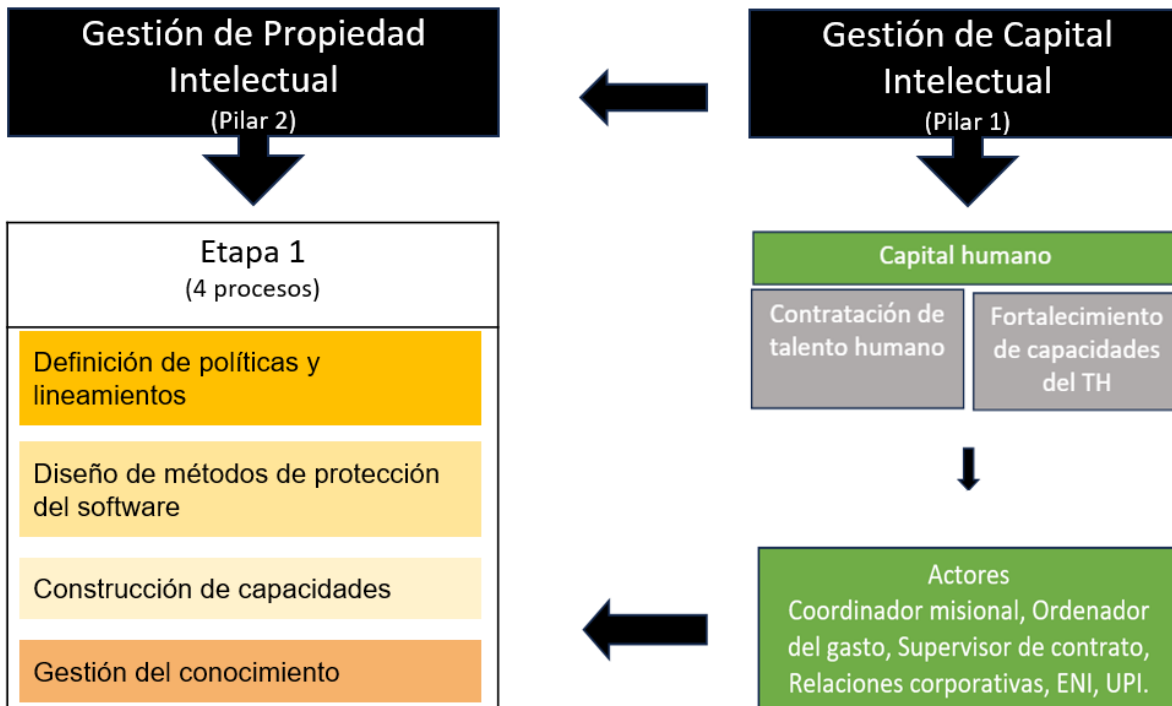 Gestión de Propiedad
Intelectual
(Pilar 2)
Gestión de Capital
Intelectual
(Pilar 1)
Etapa 1
(4 procesos)
Definición de políticas y
lineamientos
Diseño de métodos de protección
del software
Construcción de capacidades
Gestión del conocimiento
Capital humano
Contratación de
talento humano
Fortalecimiento
de capacidades
del TH
Actores
Coordinador misional, Ordenador
del gasto, Supervisor de contrato,
Relaciones corporativas, ENI, UPI.